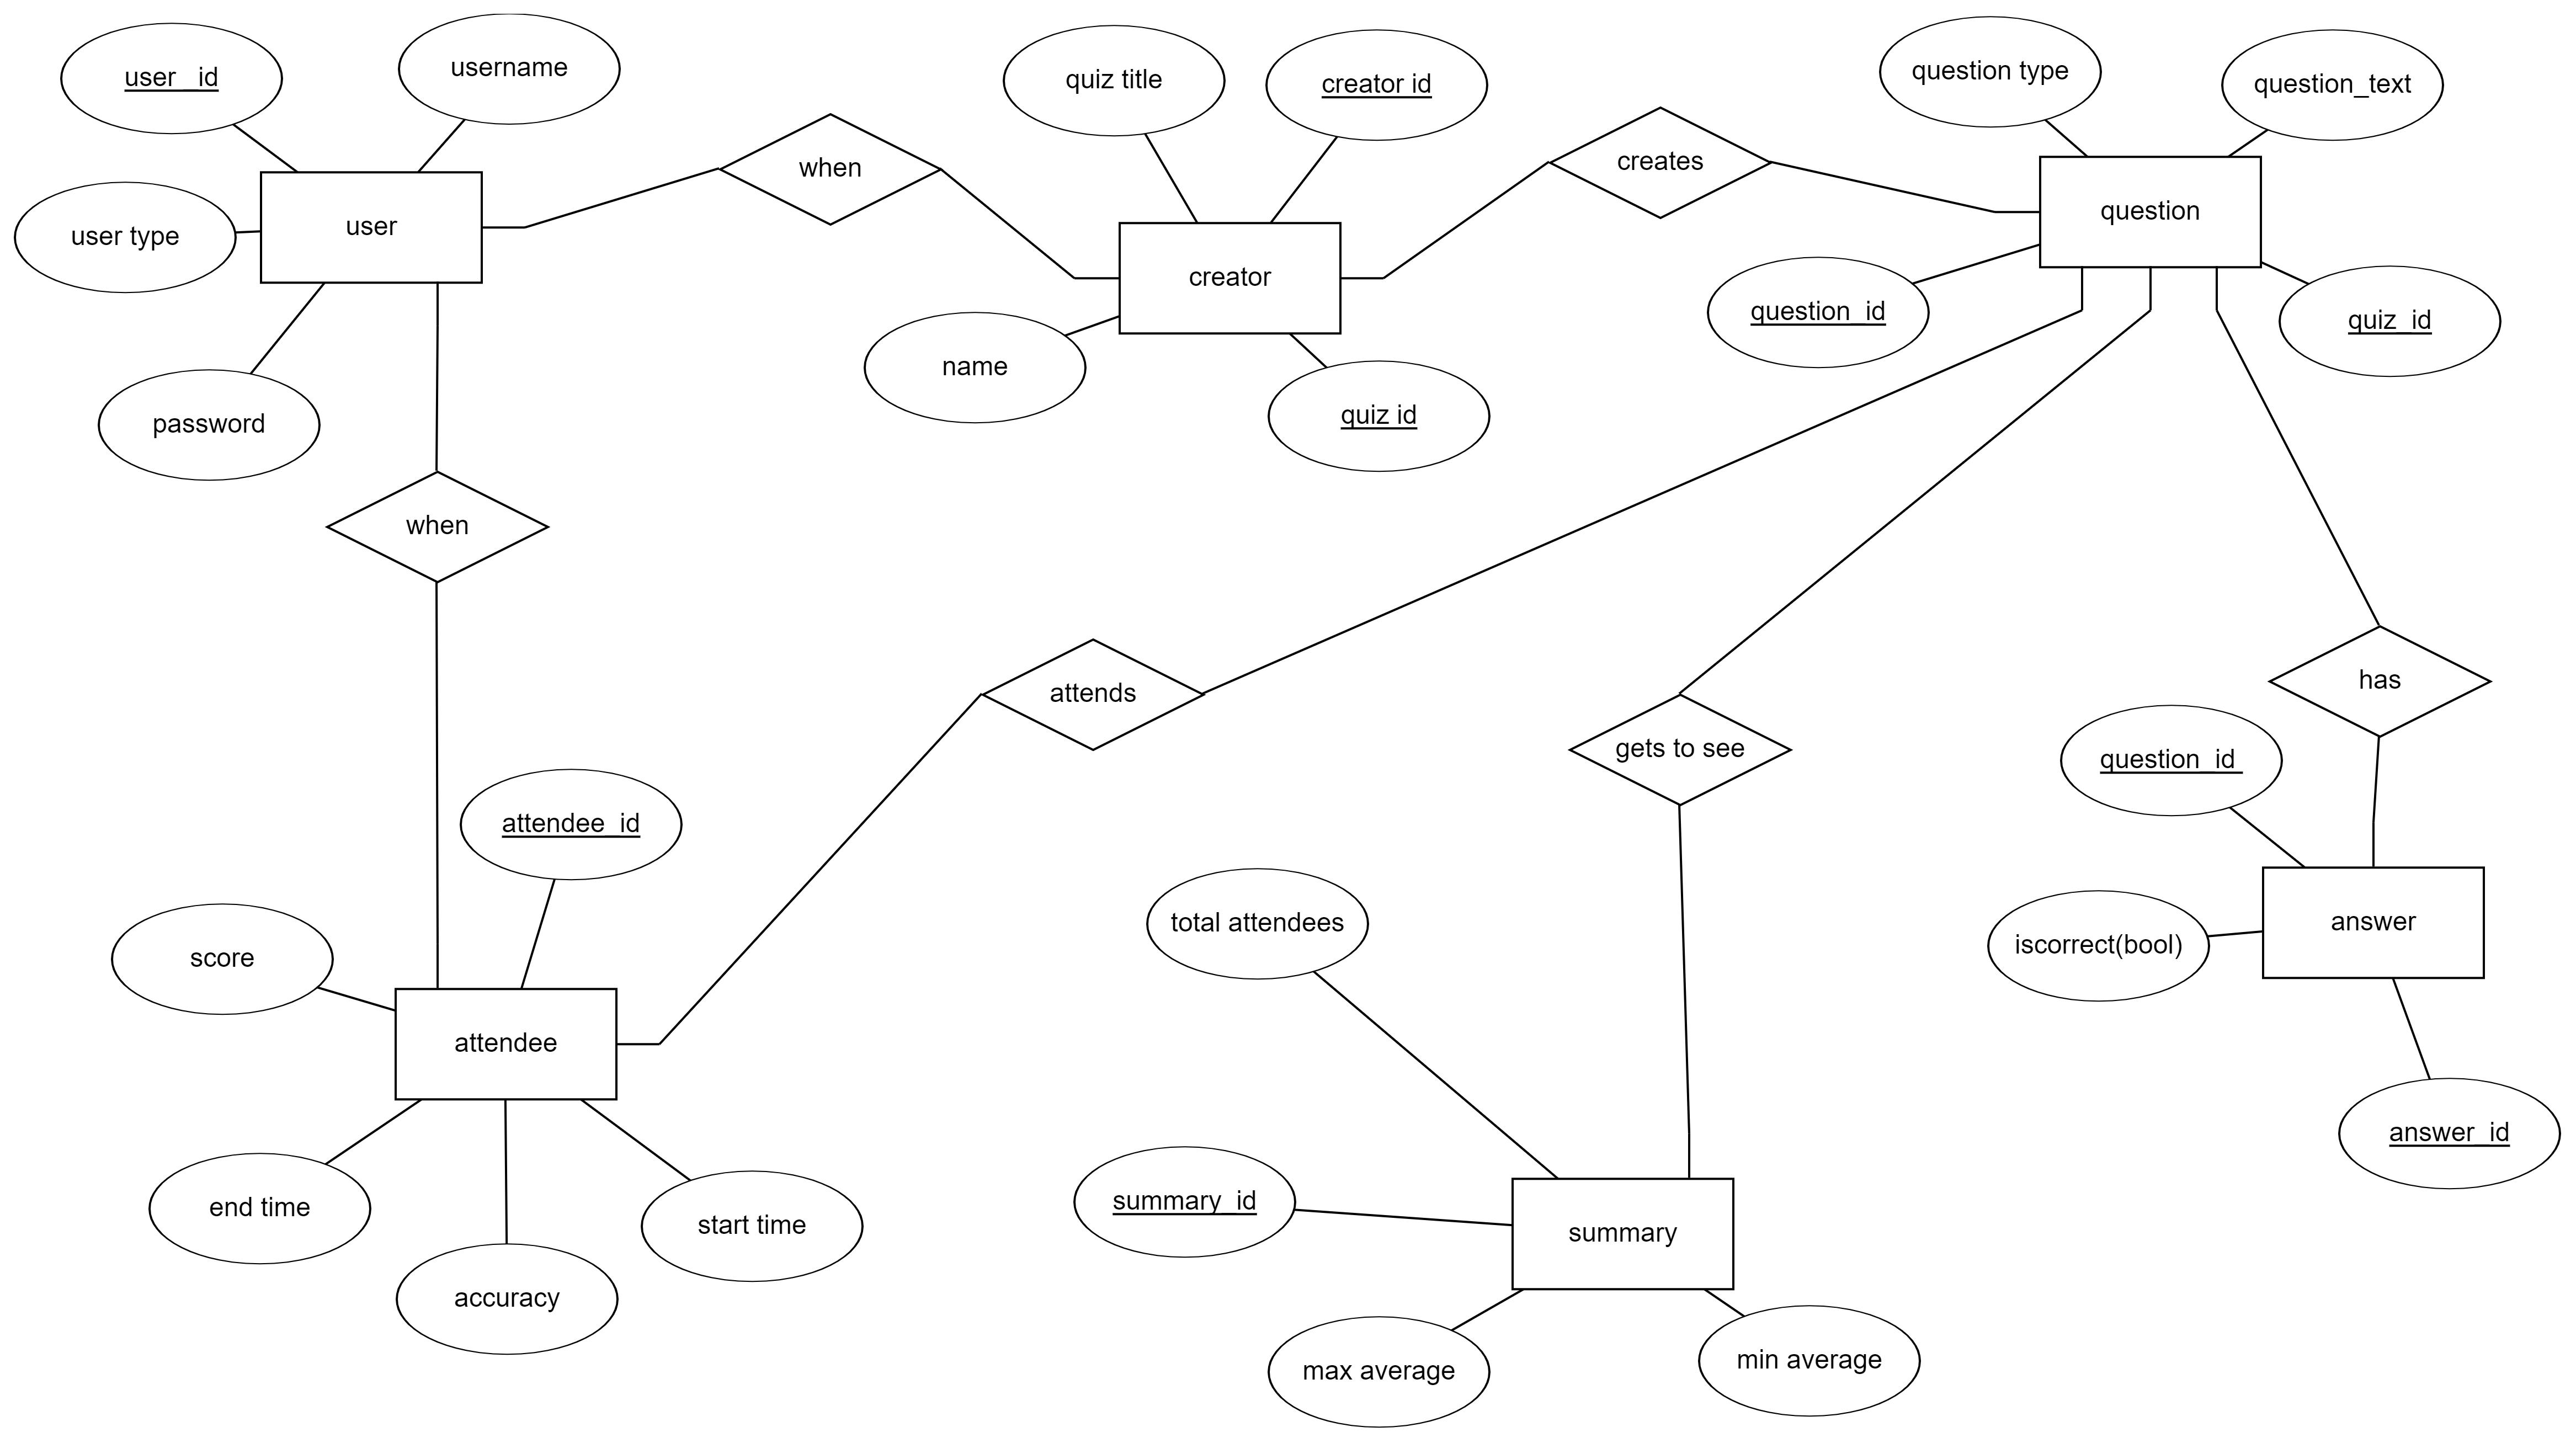 user _id
username
quiz title
creator id
question type
question_text
when
creates
user
user type
creator
question
question_id
quiz_id
name
quiz id
password
when
attends
gets to see
has
question_id
attendee_id
score
total attendees
answer
iscorrect(bool)
attendee
answer_id
summary_id
summary
end time
start time
accuracy
max average
min average